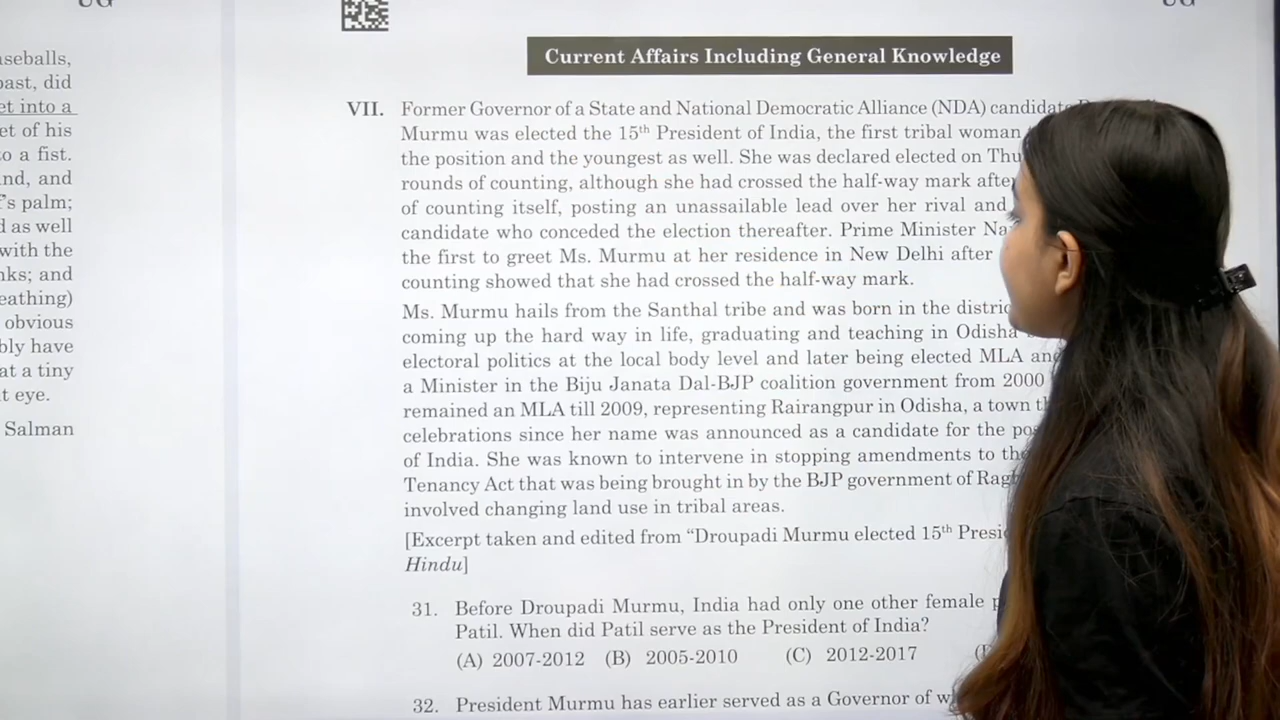 UG
UG
aseballs,
past, did
et into a
et of his
o a fist.
nd, and
f's palm;
d as well
with the
nks; and
eathing)
obvious
bly have
at a tiny
t eye.
Salman
Current Affairs Including General Knowledge
VII. Former Governor of a State and National Democratic Alliance (NDA) candidate
Murmu was elected the 15th President of India, the first tribal woman
the position and the youngest as well. She was declared elected on Thu
rounds of counting, although she had crossed the half-way mark after
of counting itself, posting an unassailable lead over her rival and
candidate who conceded the election thereafter. Prime Minister Na
the first to greet Ms. Murmu at her residence in New Delhi after
counting showed that she had crossed the half-way mark.
Ms. Murmu hails from the Santhal tribe and was born in the distric
coming up the hard way in life, graduating and teaching in Odisha
electoral politics at the local body level and later being elected MLA and
a Minister in the Biju Janata Dal-BJP coalition government from 2000
remained an MLA till 2009, representing Rairangpur in Odisha, a town th
celebrations since her name was announced as a candidate for the pos
of India. She was known to intervene in stopping amendments to the
Tenancy Act that was being brought in by the BJP government of Ragh
involved changing land use in tribal areas.
[Excerpt taken and edited from “Droupadi Murmu elected 15th Presid
Hindu]
31. Before Droupadi Murmu, India had only one other female p
Patil. When did Patil serve as the President of India?
(A) 2007-2012 (B) 2005-2010 (C) 2012-2017 (D
32. President Murmu has earlier served as a Governor of w